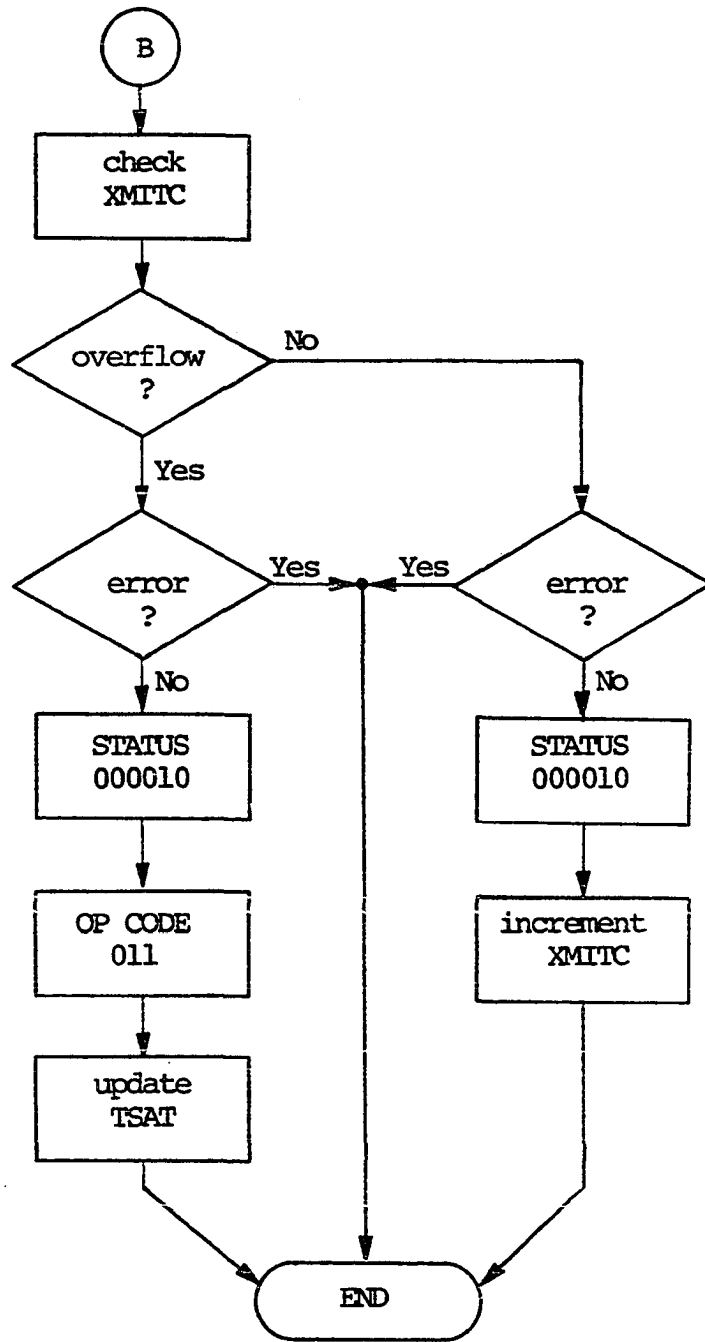 B
check
XMITC
overflow
?
No
Yes
error
?
Yes
Yes
error
?
No
No
STATUS
000010
STATUS
000010
OP CODE
011
increment
XMITC
update
TSAT
END